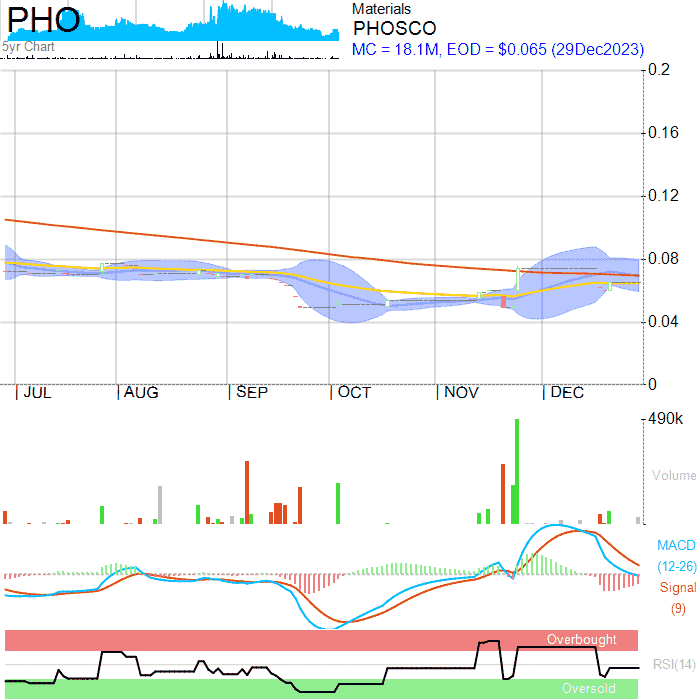 PHO
5yr Chart
Materials
PHOSCO
MC = 18.1M, EOD = $0.065 (29Dec2023)
0.2
0.16
0.12
0.08
0.04
0
JUL AUG SEP OCT NOV DEC
490k
Volume
MACD
(12-26)
Signal
(9)
Overbought
RSI(14)
Oversold